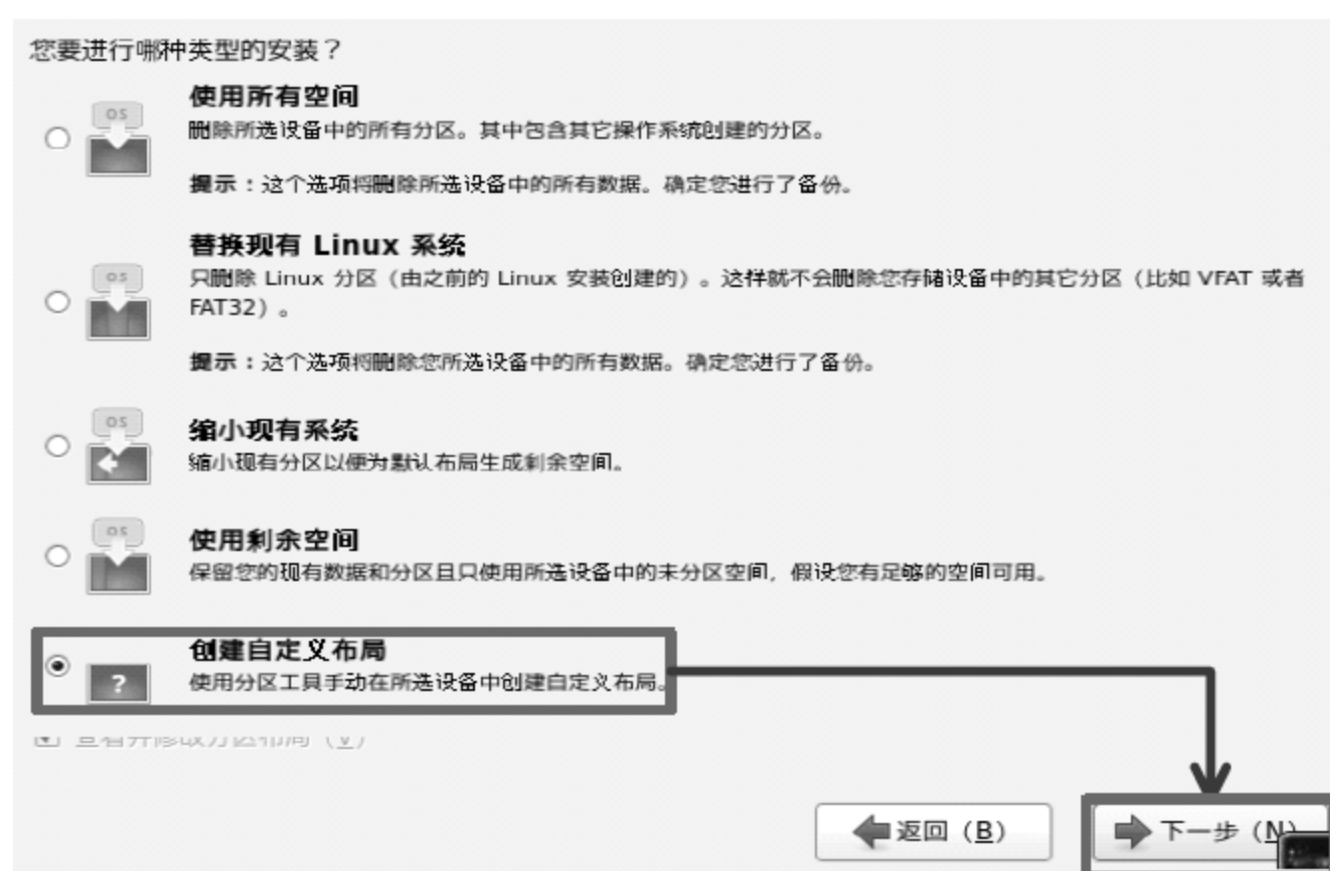 您要进行哪种类型的安装？
使用所有空间
OS
删除所选设备中的所有分区。其中包含其它操作系统创建的分区。
提示：这个选项将删除所选设备中的所有数据。确定您进行了备份。
替换现有 Linux 系统
OS
只删除 Linux 分区（由之前的 Linux 安装创建的）。这样就不会删除您存储设备中的其它分区（比如 VFAT 或者
FAT32）。
提示：这个选项将删除您所选设备中的所有数据。确定您进行了备份。
OS
缩小现有系统
缩小现有分区以便为默认布局生成剩余空间。
OS
使用剩余空间
保留您的现有数据和分区且只使用所选设备中的未分区空间，假设您有足够的空间可用。
创建自定义布局
?
使用分区工具手动在所选设备中创建自定义布局。
查看并修改分区布局（V）
返回（B）
下一步（N）